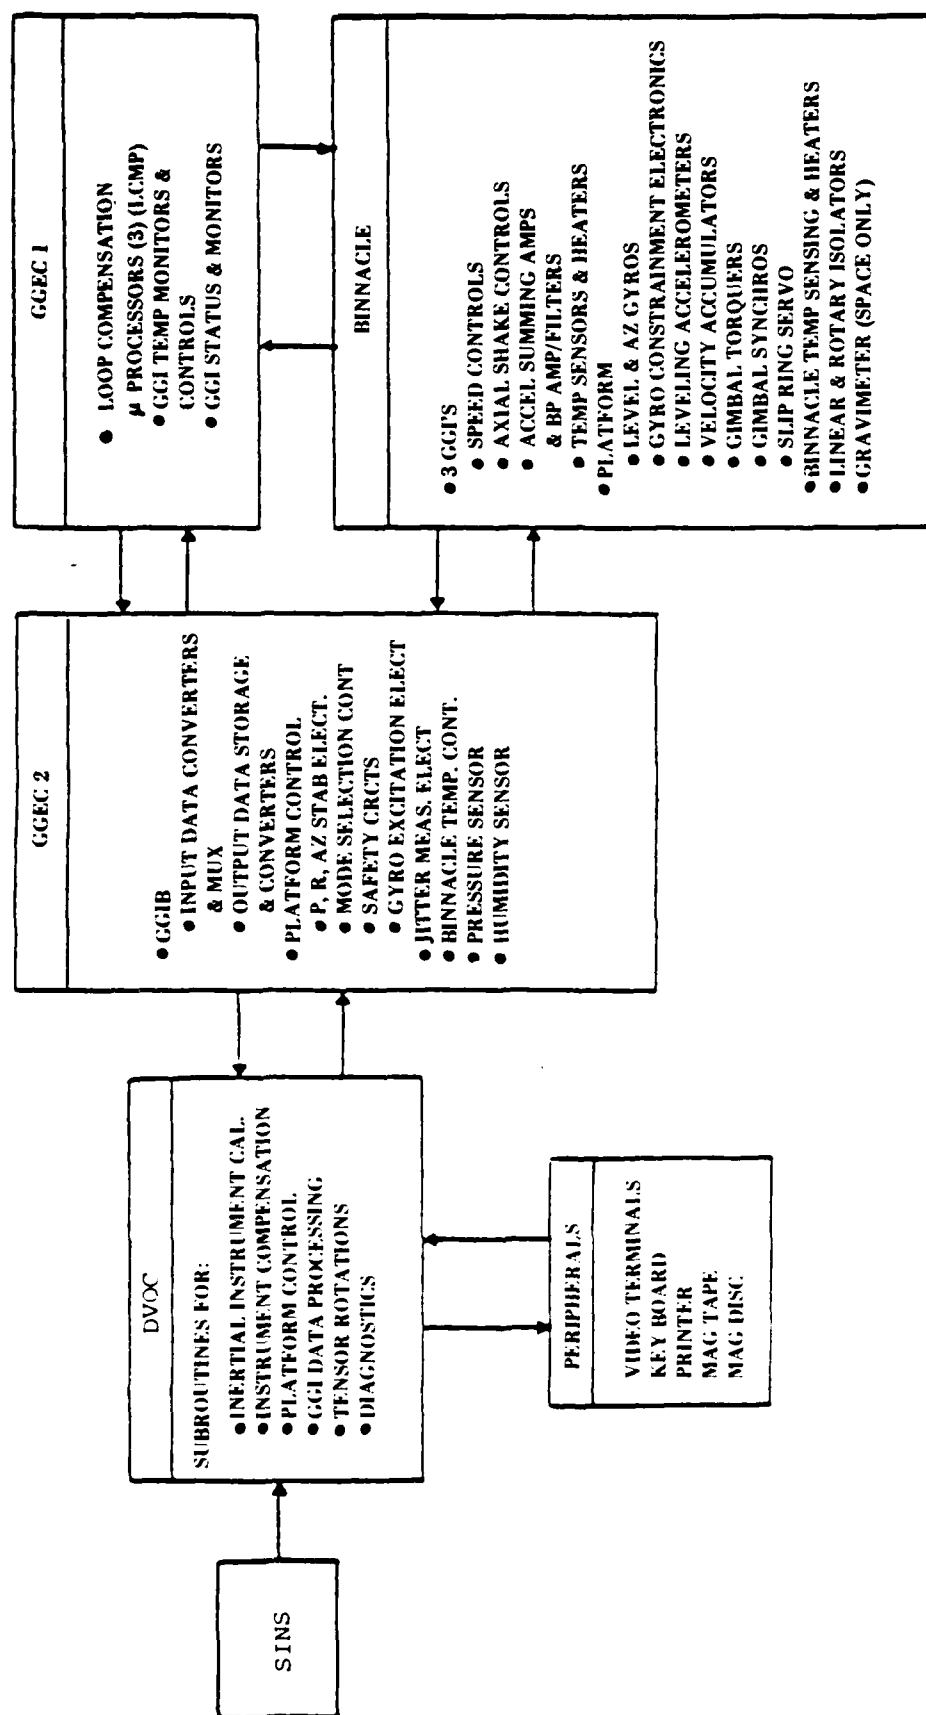 SINS
DVOC
SUBROUTINES FOR:
● INERTIAL INSTRUMENT CAL.
● INSTRUMENT COMPENSATION
● PLATFORM CONTROL
● GGI DATA PROCESSING
● TENSOR ROTATIONS
● DIAGNOSTICS
PERIPHERALS
VIDEO TERMINALS
KEY BOARD
PRINTER
MAG TAPE
MAG DISC
GGEC 2
● GGIB
● INPUT DATA CONVERTERS
& MUX
● OUTPUT DATA STORAGE
& CONVERTERS
● PLATFORM CONTROL
● P, R, AZ STAB ELECT.
● MODE SELECTION CONT
● SAFETY CRCTS
● GYRO EXCITATION ELECT
● JITTER MEAS. ELECT
● BINNACLE TEMP. CONT.
● PRESSURE SENSOR
● HUMIDITY SENSOR
GGEC 1
● LOOP COMPENSATION
μ PROCESSORS (3) (LCMP)
● GGI TEMP MONITORS &
CONTROLS
● GGI STATUS & MONITORS
BINNACLE
● 3 GGI'S
● SPEED CONTROLS
● AXIAL SHAKE CONTROLS
● ACCEL SUMMING AMPS
& BP AMP/FILTERS
● TEMP SENSORS & HEATERS
● PLATFORM
● LEVEL & AZ GYROS
● GYRO CONSTRAINMENT ELECTRONICS
● LEVELING ACCELEROMETERS
● VELOCITY ACCUMULATORS
● GIMBAL TORQUERS
● GIMBAL SYNCHROS
● SLIP RING SERVO
● BINNACLE TEMP SENSING & HEATERS
● LINEAR & ROTARY ISOLATORS
● GRAVIMETER (SPACE ONLY)